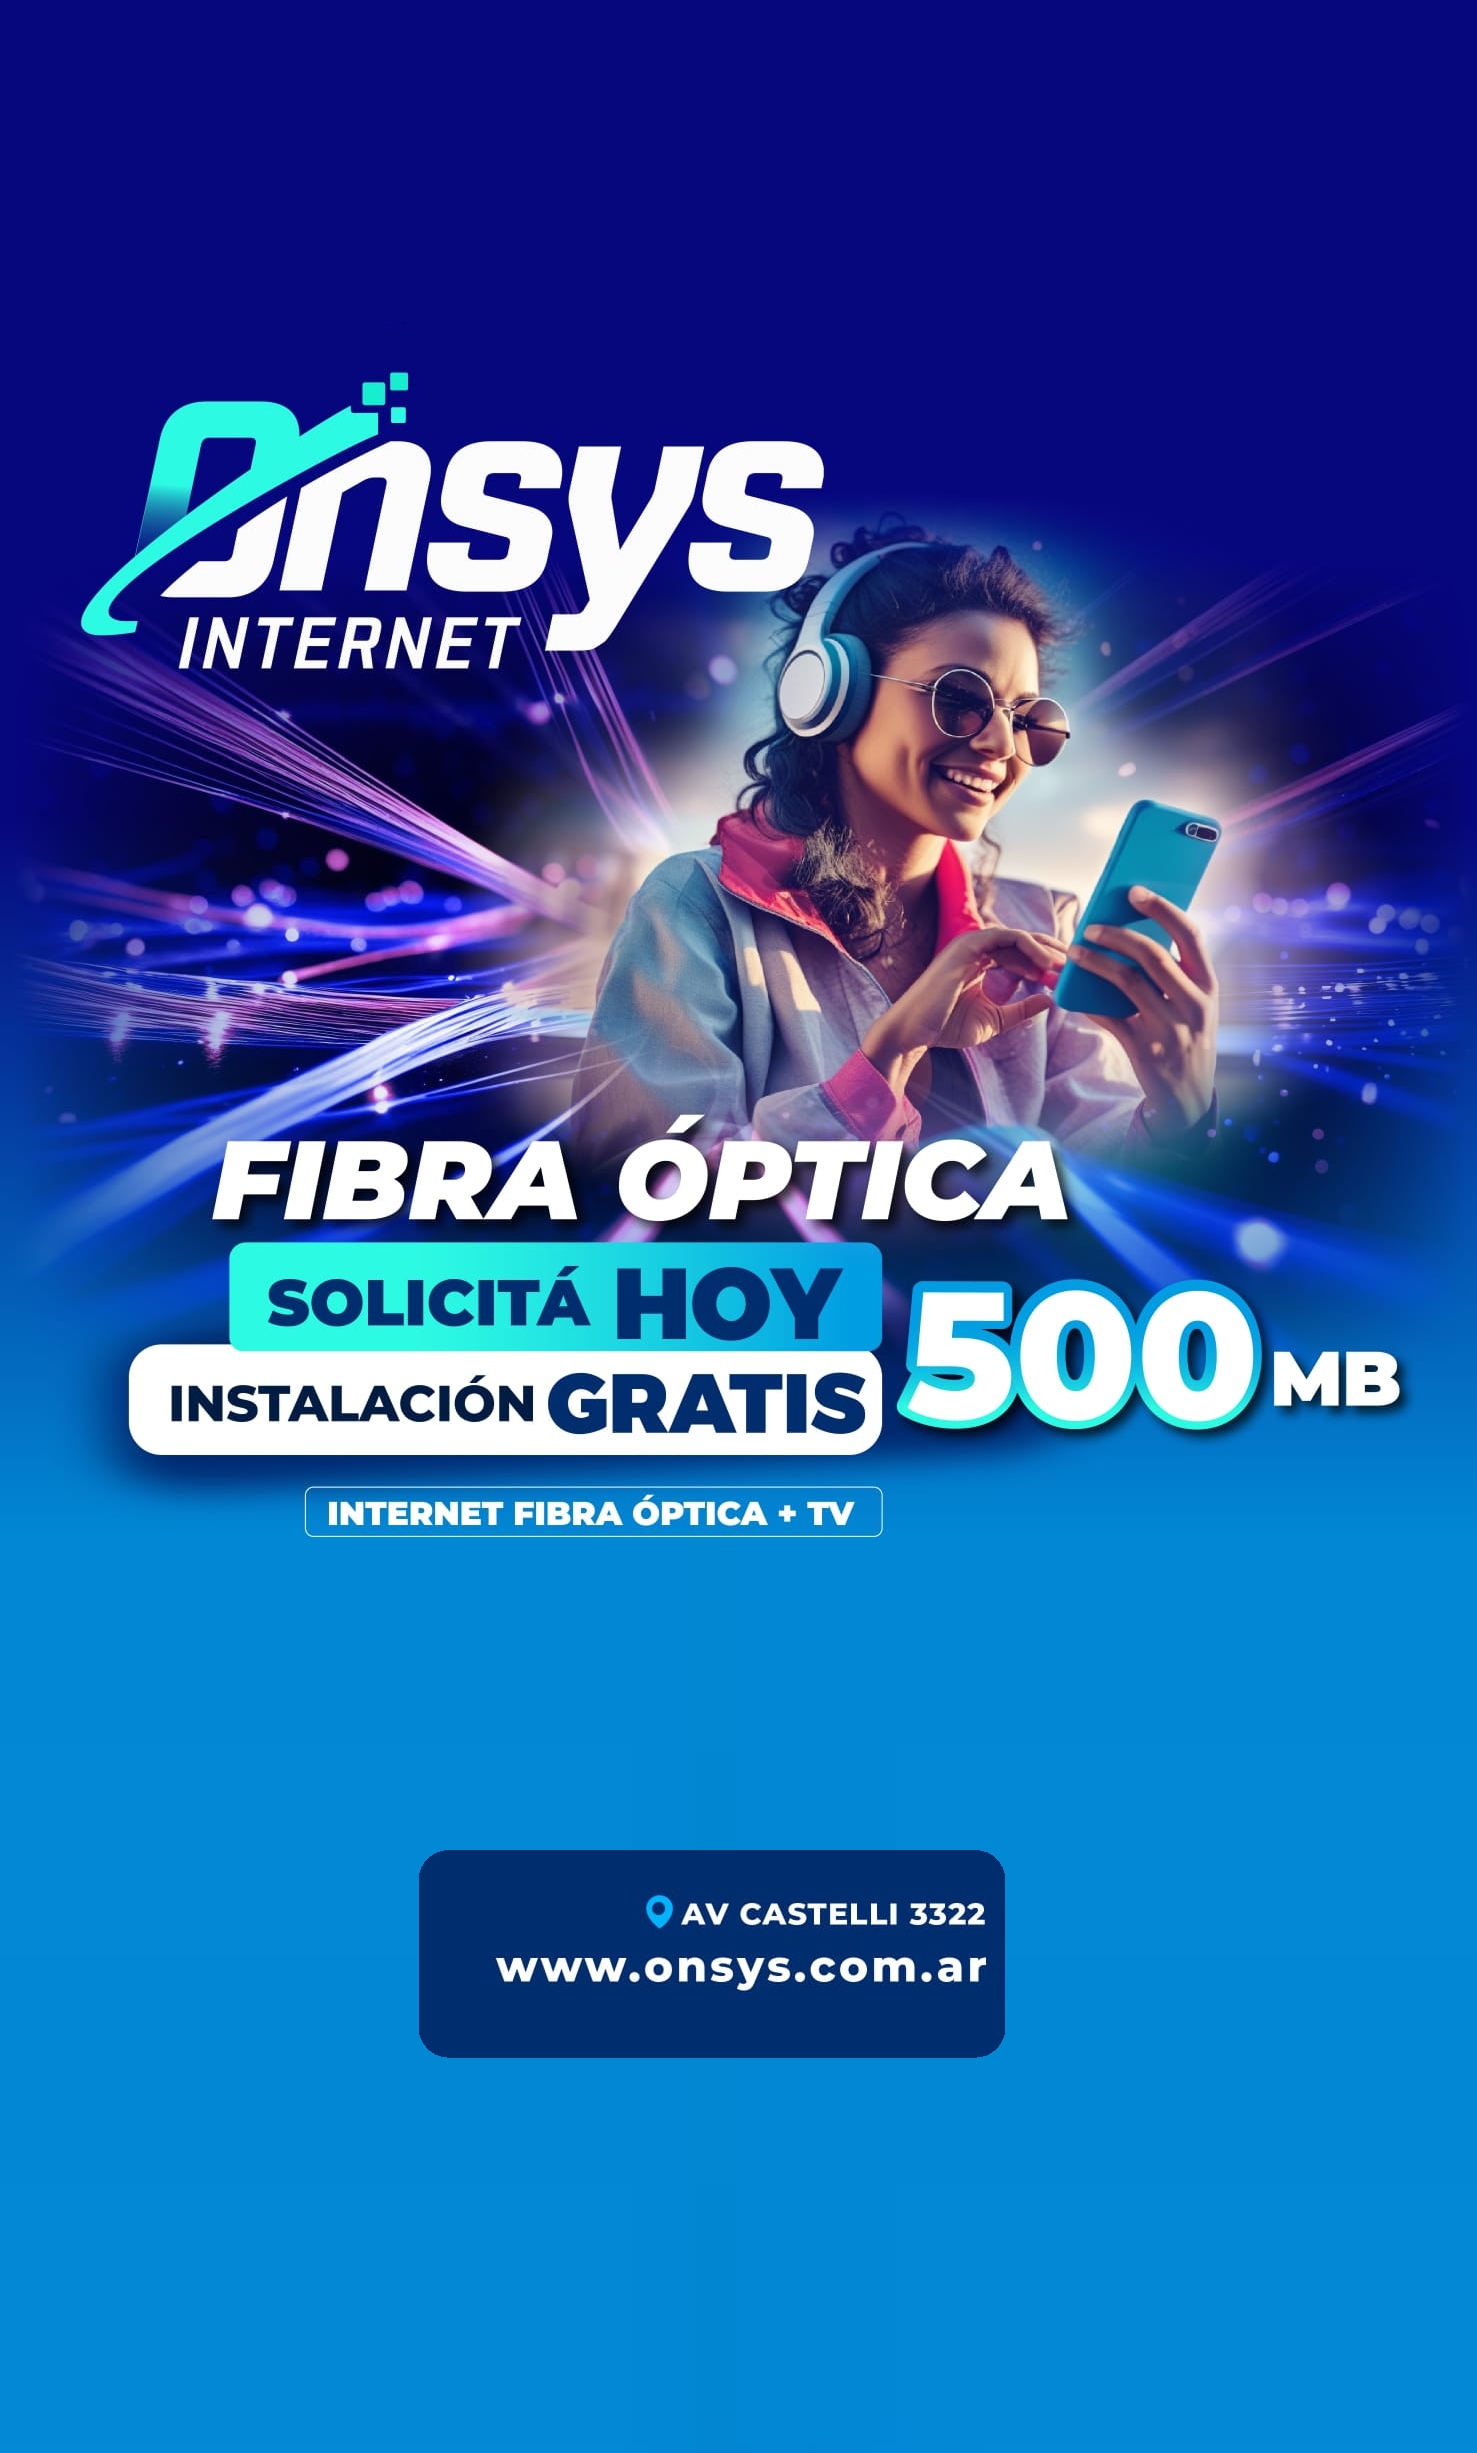 Onsys
INTERNET
FIBRA ÓPTICA
SOLICITÁ HOY
INSTALACIÓN GRATIS
500 MB
INTERNET FIBRA ÓPTICA + TV
AV CASTELLI 3322
www.onsys.com.ar